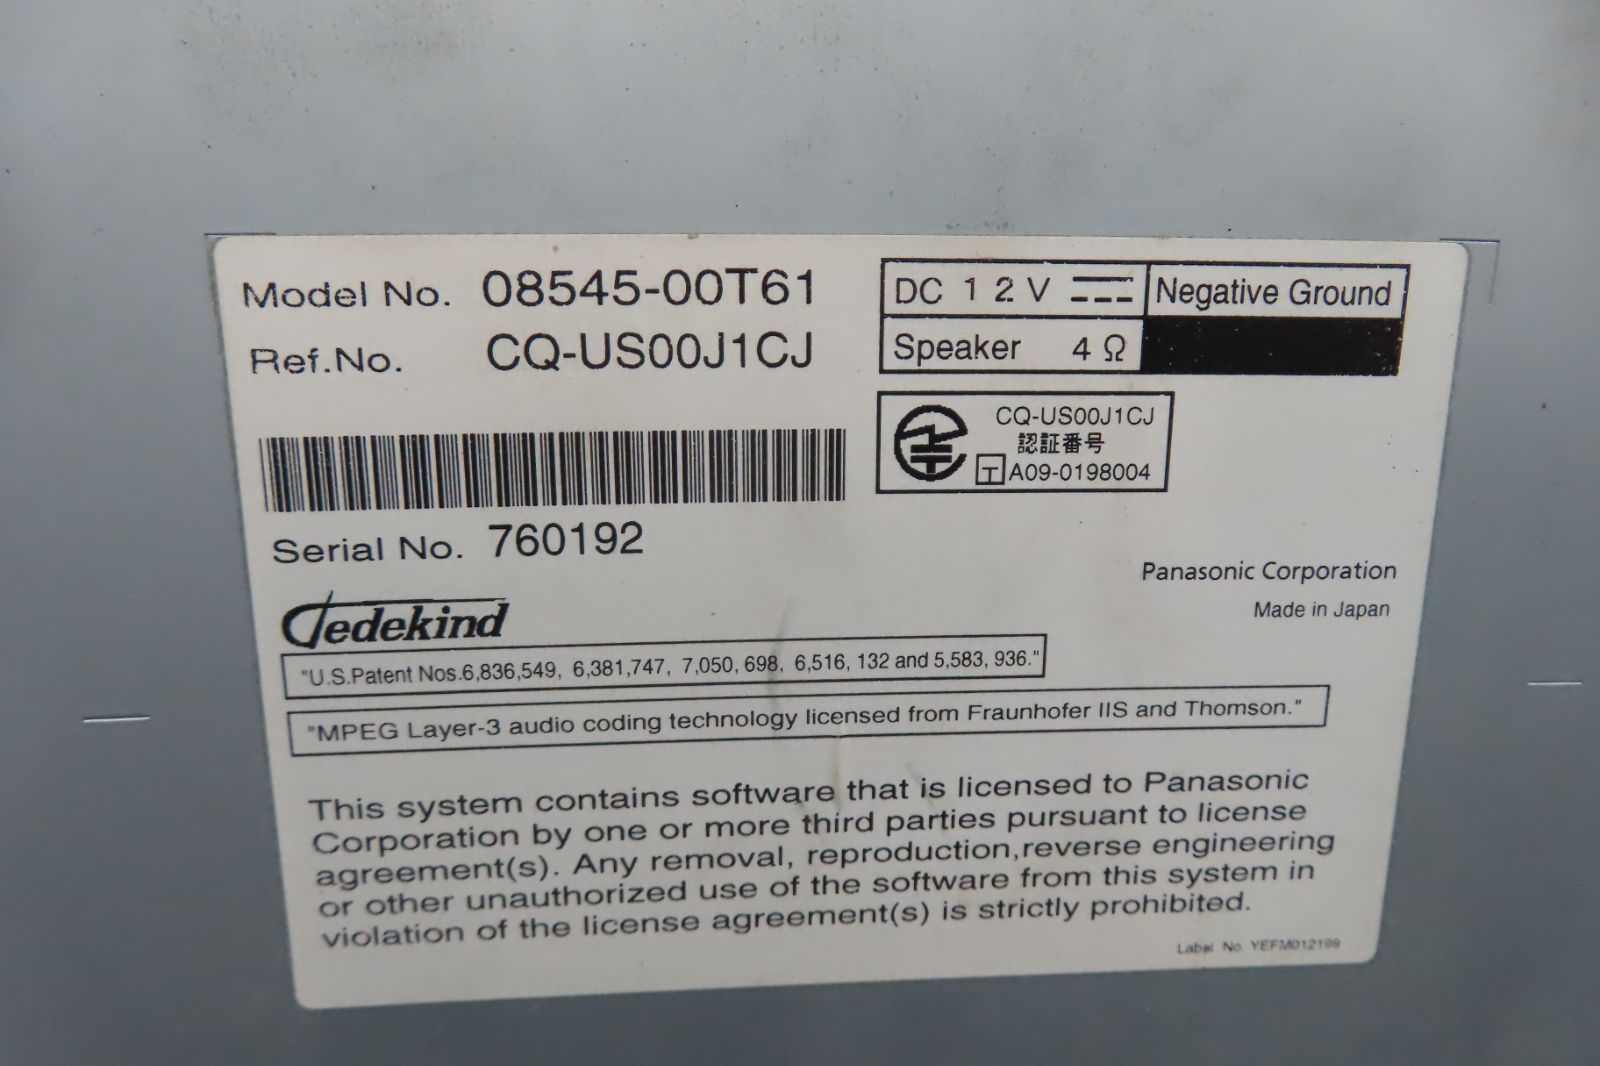 Model No. 08545-00T61
Ref.No. CQ-US00J1CJ
DC 12V Negative Ground
Speaker 4Ω
CQ-US00J1CJ
認証番号
T A09-0198004
Serial No. 760192
Panasonic Corporation
Made in Japan
Gedekind
"U.S.Patent Nos.6,836,549, 6,381,747, 7,050,698, 6,516,132 and 5,583,936."
"MPEG Layer-3 audio coding technology licensed from Fraunhofer IIS and Thomson."
This system contains software that is licensed to Panasonic
Corporation by one or more third parties pursuant to license
agreement(s). Any removal, reproduction,reverse engineering
or other unauthorized use of the software from this system in
violation of the license agreement(s) is strictly prohibited.
Label No. YEFM012199